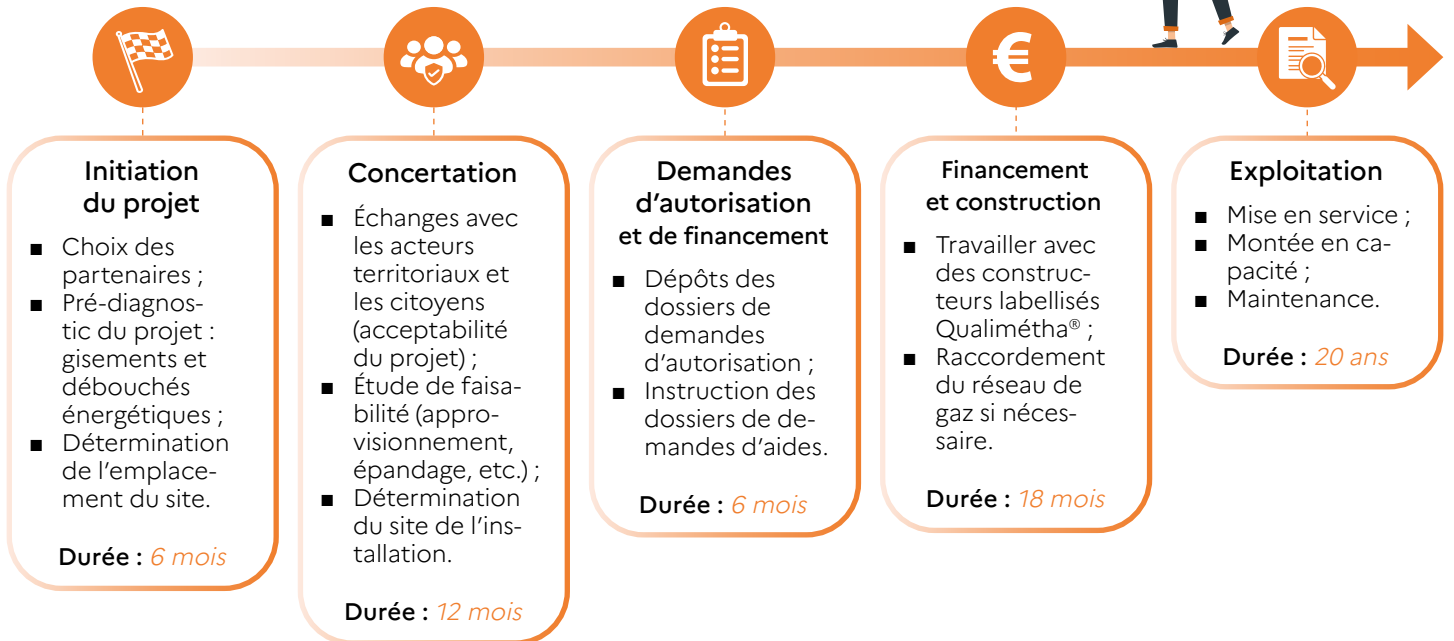 Initiation
du projet
■ Choix des
partenaires ;
■ Pré-diagnos-
tic du projet :
gisements et
débouchés
énergétiques ;
■ Détermination
de l'emplace-
ment du site.
Durée : 6 mois
Concertation
■ Échanges avec
les acteurs
territoriaux et
les citoyens
(acceptabilité
du projet) ;
■ Étude de faisa-
bilité (appro-
visionnement,
épandage, etc.) ;
■ Détermination
du site de l'ins-
tallation.
Durée : 12 mois
Demandes
d'autorisation
et de financement
■ Dépôts des
dossiers de
demandes
d'autorisation ;
■ Instruction des
dossiers de de-
mandes d'aides.
Durée : 6 mois
€
Financement
et construction
■ Travailler avec
des construc-
teurs labellisés
Qualimétha® ;
■ Raccordement
du réseau de
gaz si néces-
saire.
Durée : 18 mois
Exploitation
■ Mise en service ;
■ Montée en ca-
pacité ;
■ Maintenance.
Durée : 20 ans